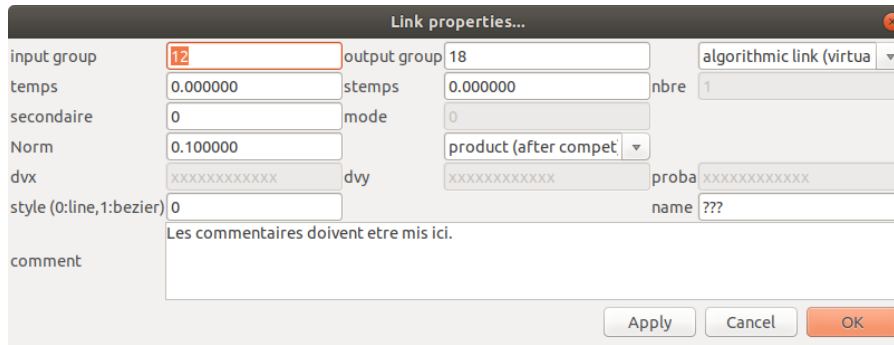 Link properties...
input group 12 output group 18 algorithmic link (virtua
temps 0.000000 stemps 0.000000 nbre 1
secondaire 0 mode 0
Norm 0.100000 product (after compet
dvx xxxxxxxxxxxx dvy xxxxxxxxxxxx proba xxxxxxxxxxxx
style (0:line,1:bezier) 0 name ???
Les commentaires doivent etre mis ici.
comment
Apply Cancel OK